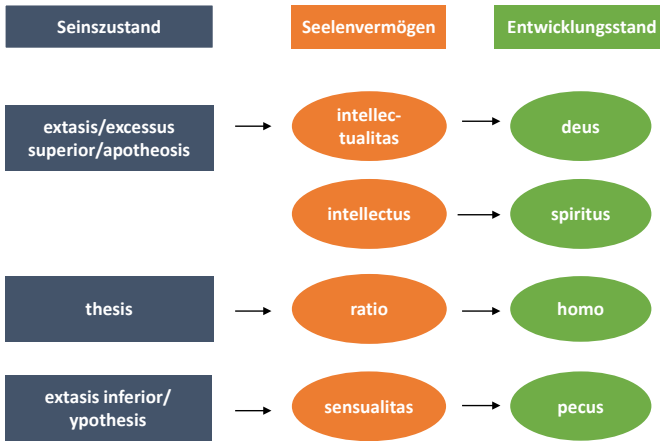 Seinszustand
Seelenvermögen
Entwicklungsstand
extasis/excessus
superior/apotheosis
intellec-
tualitas
deus
intellectus
spiritus
thesis
ratio
homo
extasis inferior/
ypothesis
sensualitas
pecus